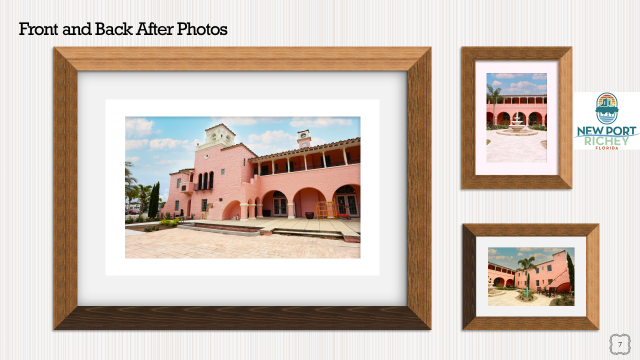 Front and Back After Photos
NEW PORT
RICHEY
FLORIDA
7